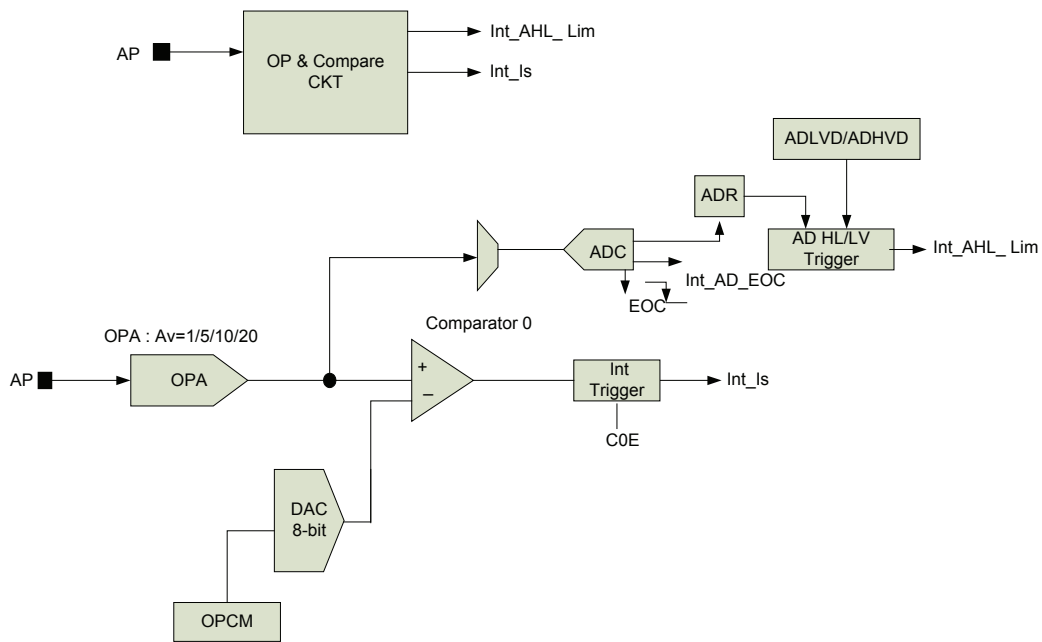 AP
OP & Compare
CKT
Int_AHL_ Lim
Int_Is
ADLVD/ADHVD
ADR
ADC
AD HL/LV
Trigger
Int_AHL_ Lim
Int_AD_EOC
EOC
Comparator 0
OPA : Av=1/5/10/20
AP
OPA
+
−
Int
Trigger
Int_Is
C0E
DAC
8-bit
OPCM